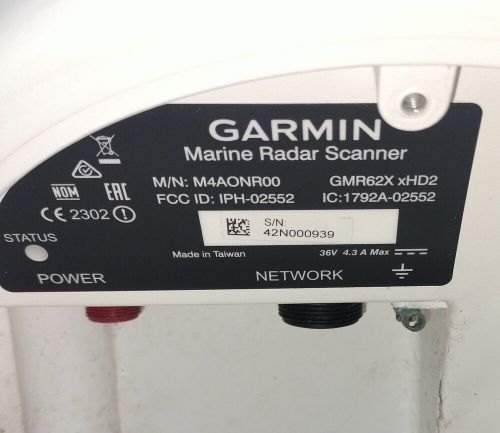 GARMIN
Marine Radar Scanner
M/N: M4AONR00 GMR62X xHD2
FCC ID: IPH-02552 IC:1792A-02552
NOM EAC
CE 2302
S/N:
42N000939
STATUS
Made in Taiwan 36V 4.3 A Max
POWER NETWORK